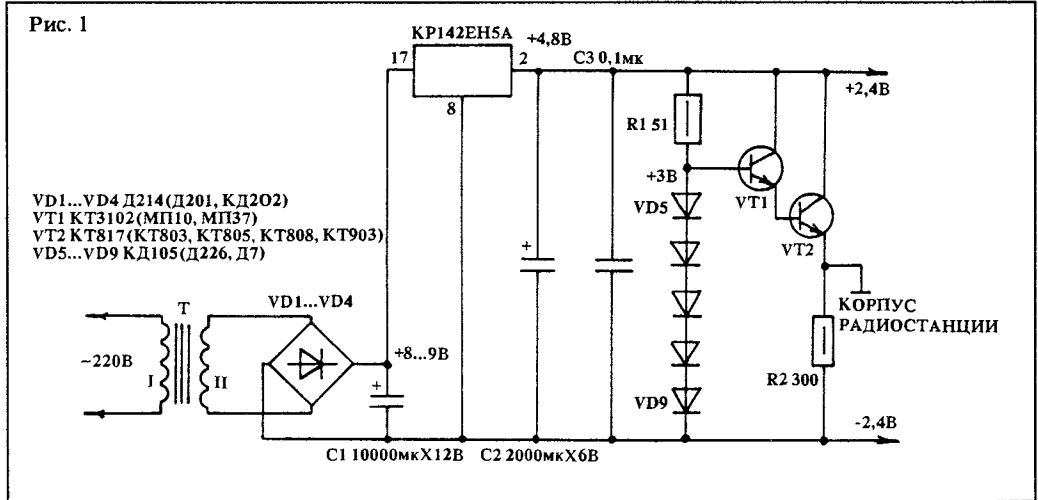 Рис. 1
КР142ЕН5А
17
2
8
+4,8В
С3 0,1мк
+2,4В
R1 51
+3В
VD5
VT1
VT2
VD1...VD4 Д214(Д201, КД2О2)
VT1 КТ3102(МП10, МП37)
VT2 КТ817(КТ803, КТ805, КТ808, КТ903)
VD5...VD9 КД105(Д226, Д7)
КОРПУС
РАДИОСТАНЦИИ
T
VD1...VD4
~220В
I
II
+8...9В
+
+
R2 300
VD9
-2,4В
С1 10000мкХ12В
С2 2000мкХ6В